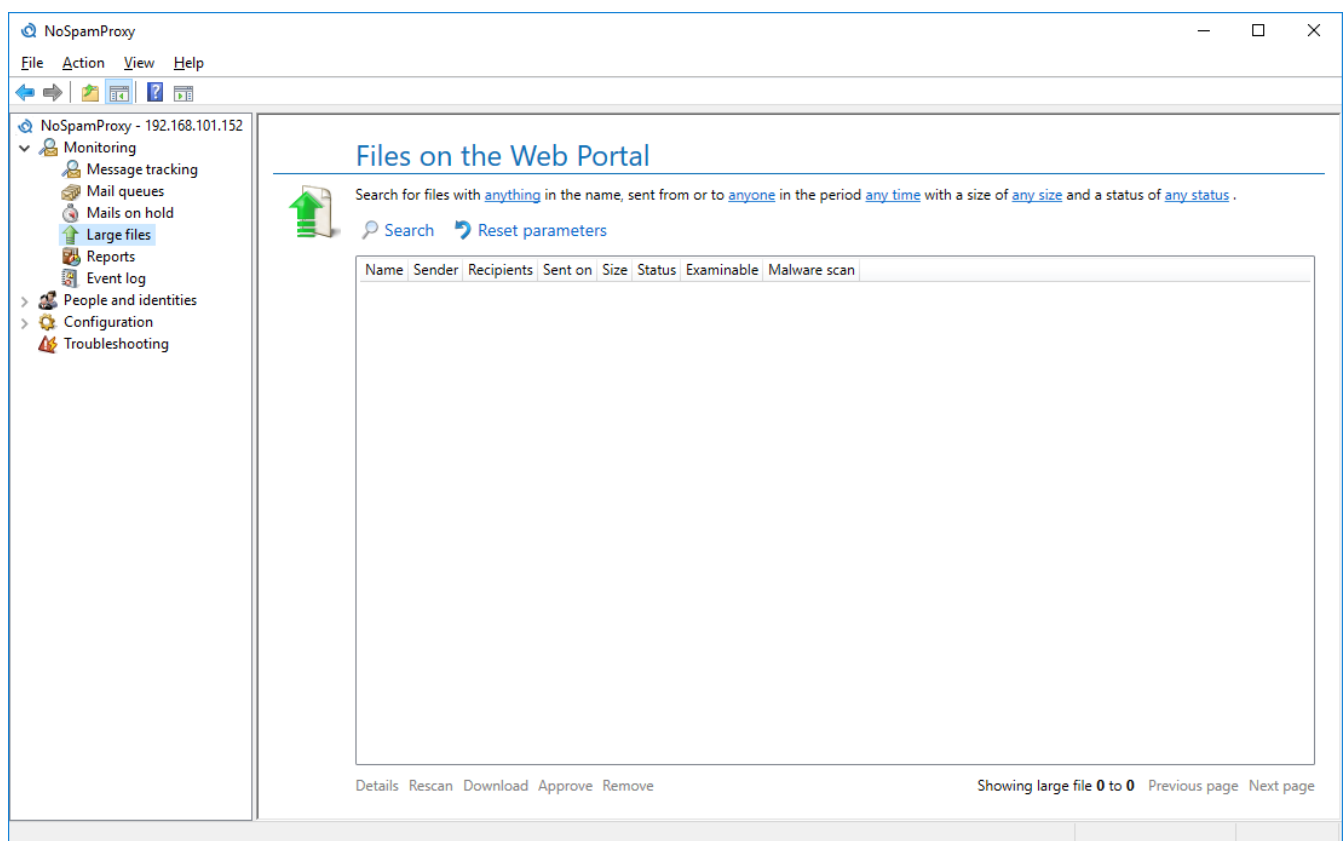 NoSpamProxy
File Action View Help
NoSpamProxy - 192.168.101.152
Monitoring
Message tracking
Mail queues
Mails on hold
Large files
Reports
Event log
People and identities
Configuration
Troubleshooting
Files on the Web Portal
Search for files with anything in the name, sent from or to anyone in the period any time with a size of any size and a status of any status .
Search Reset parameters
Name Sender Recipients Sent on Size Status Examinable Malware scan
Details Rescan Download Approve Remove Showing large file 0 to 0 Previous page Next page